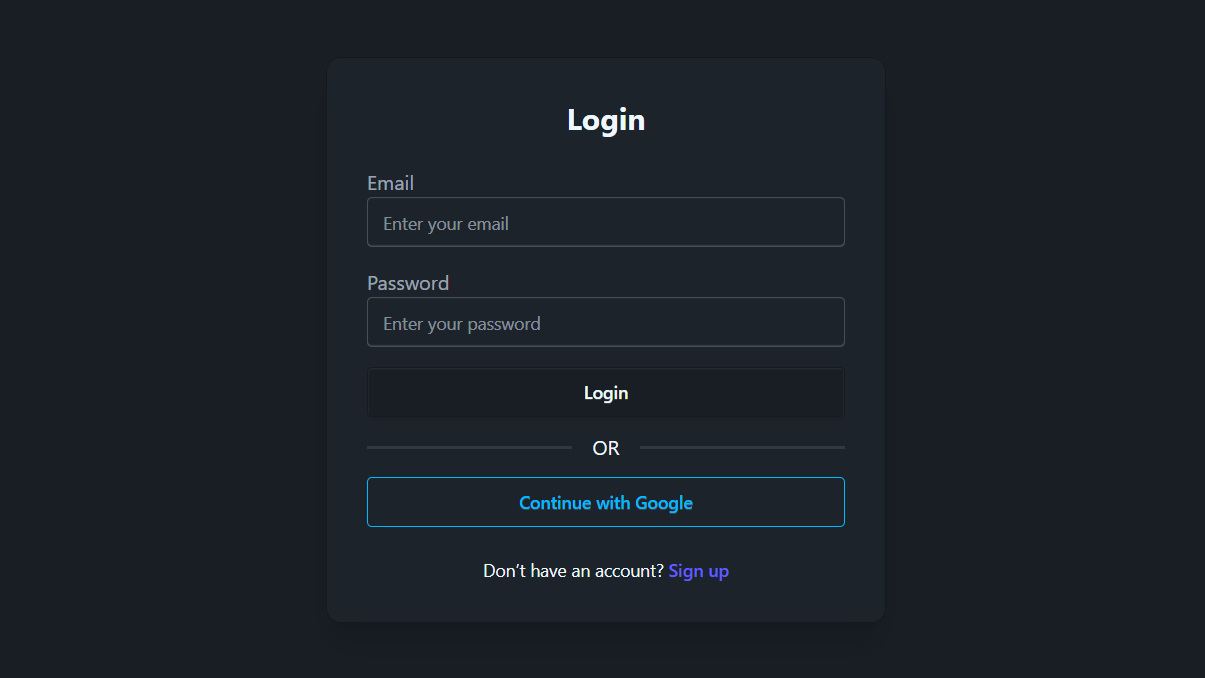 Login
Email
Enter your email
Password
Enter your password
Login
OR
Continue with Google
Don’t have an account? Sign up